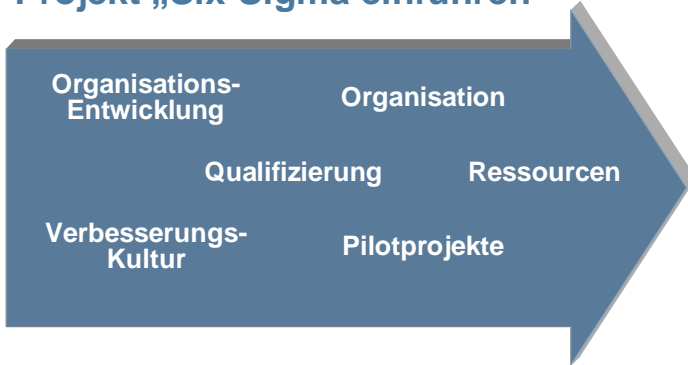 Projekt „Six Sigma einführen
Organisations-
Entwicklung
Organisation
Qualifizierung
Ressourcen
Verbesserungs-
Kultur
Pilotprojekte